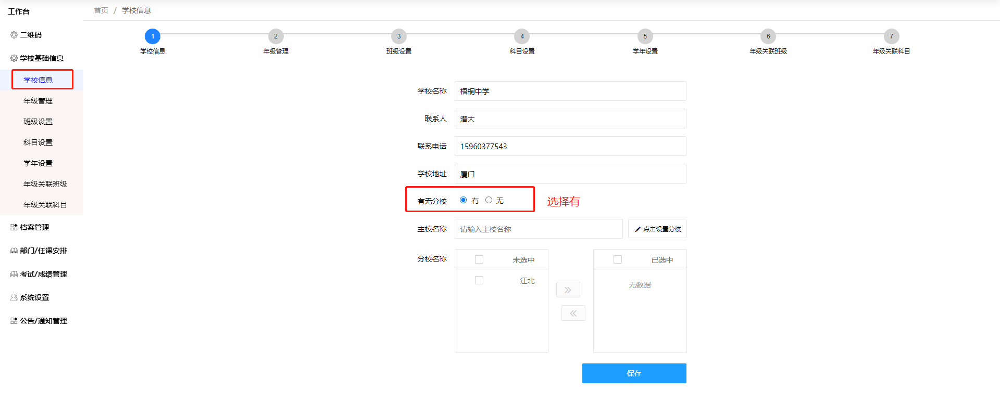 工作台
首页 / 学校信息
二维码
学校基础信息
学校信息
年级管理
班级设置
科目设置
学年设置
年级关联班级
年级关联科目
档案管理
部门/任课安排
考试/成绩管理
系统设置
公告/通知管理
1 2 3 4 5 6 7
学校信息 年级管理 班级设置 科目设置 学年设置 年级关联班级 年级关联科目
学校名称 梧桐中学
联系人 潜大
联系电话 15960377543
学校地址 厦门
有无分校 有 无 选择有
主校名称 请输入主校名称 点击设置分校
分校名称 未选中 已选中
江北 无数据
保存